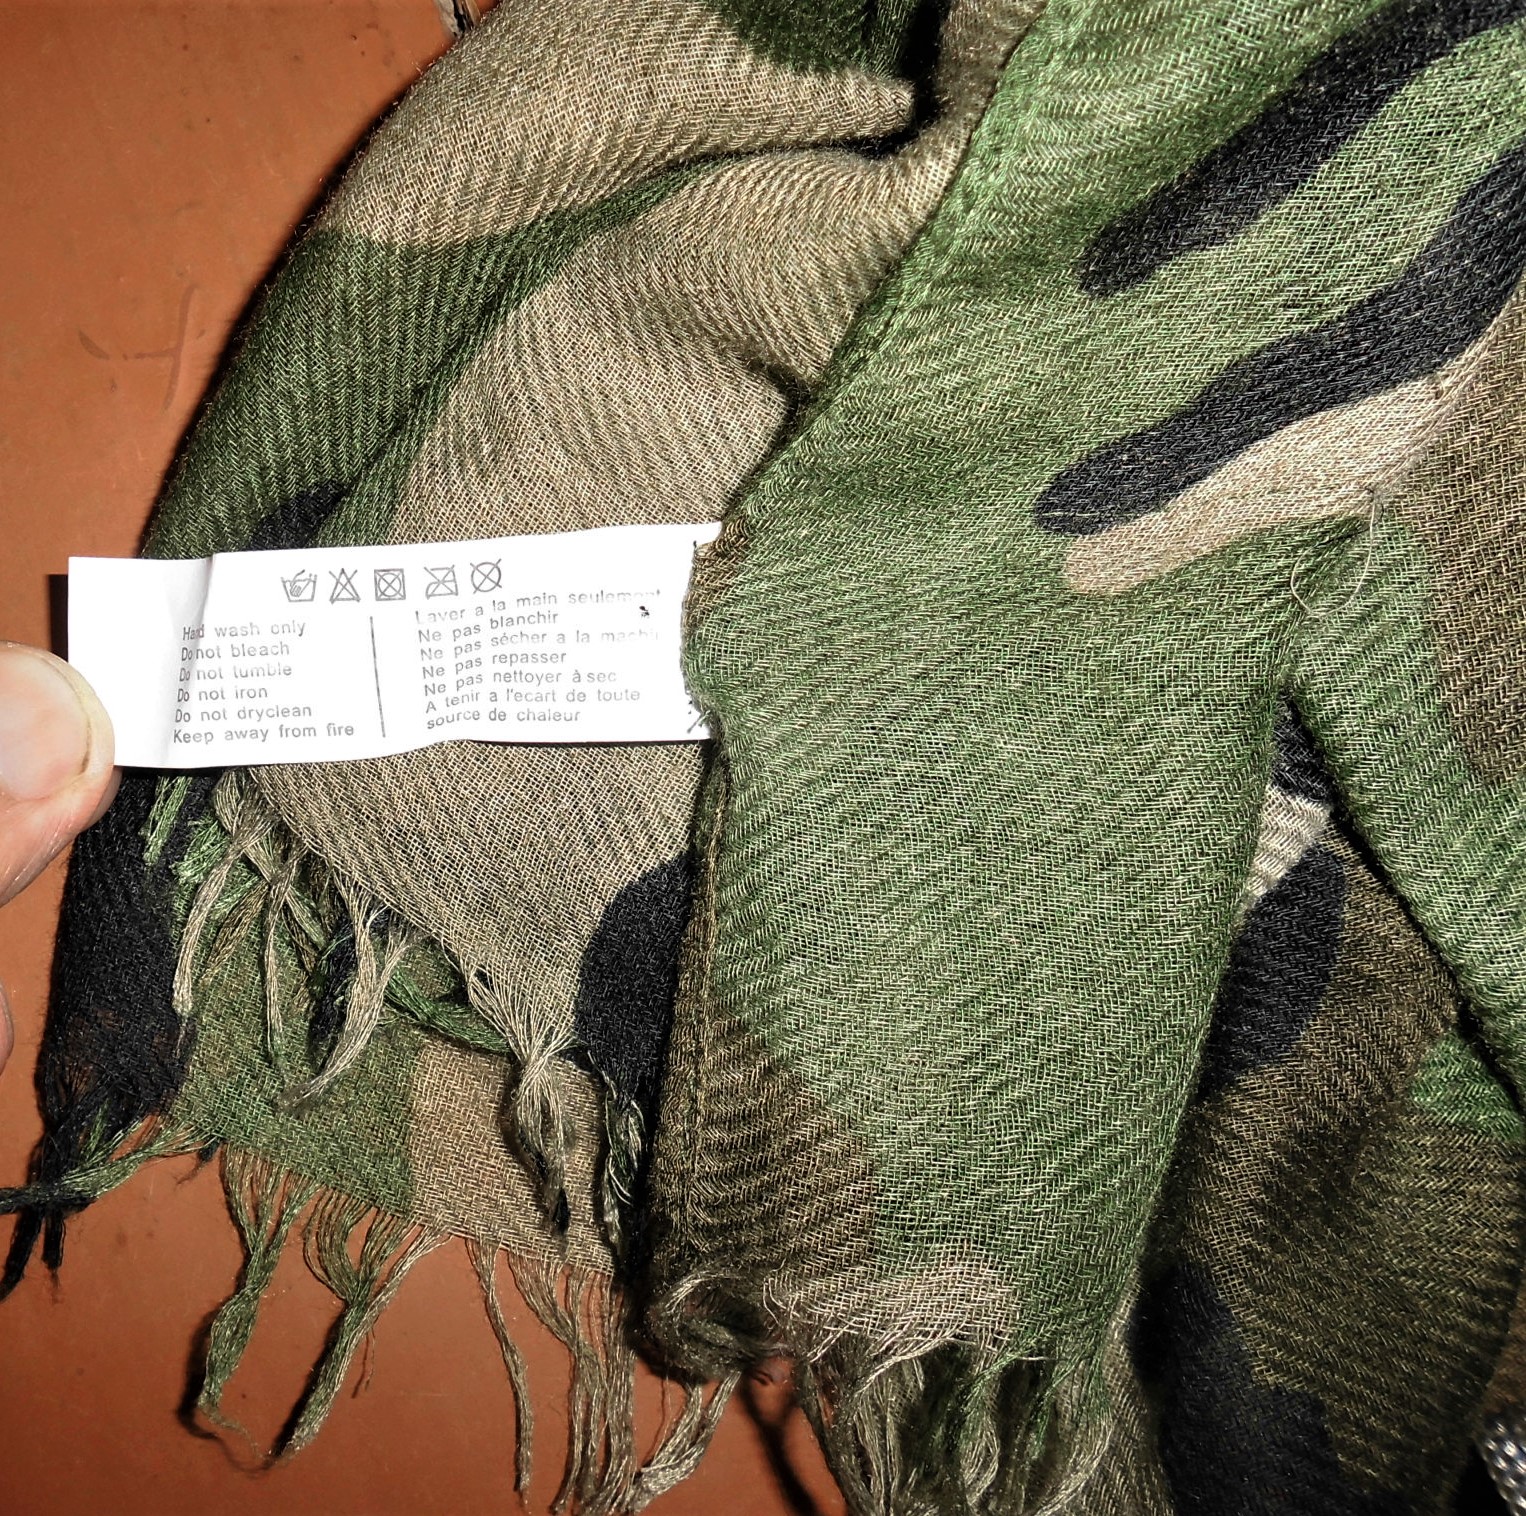 Hand wash only
Do not bleach
Do not tumble
Do not iron
Do not dryclean
Keep away from fire
Laver a la main seulement
Ne pas blanchir
Ne pas sécher a la
Ne pas repasser
Ne pas nettoyer à sec
A tenir a l'ecart de toute
source de chaleur